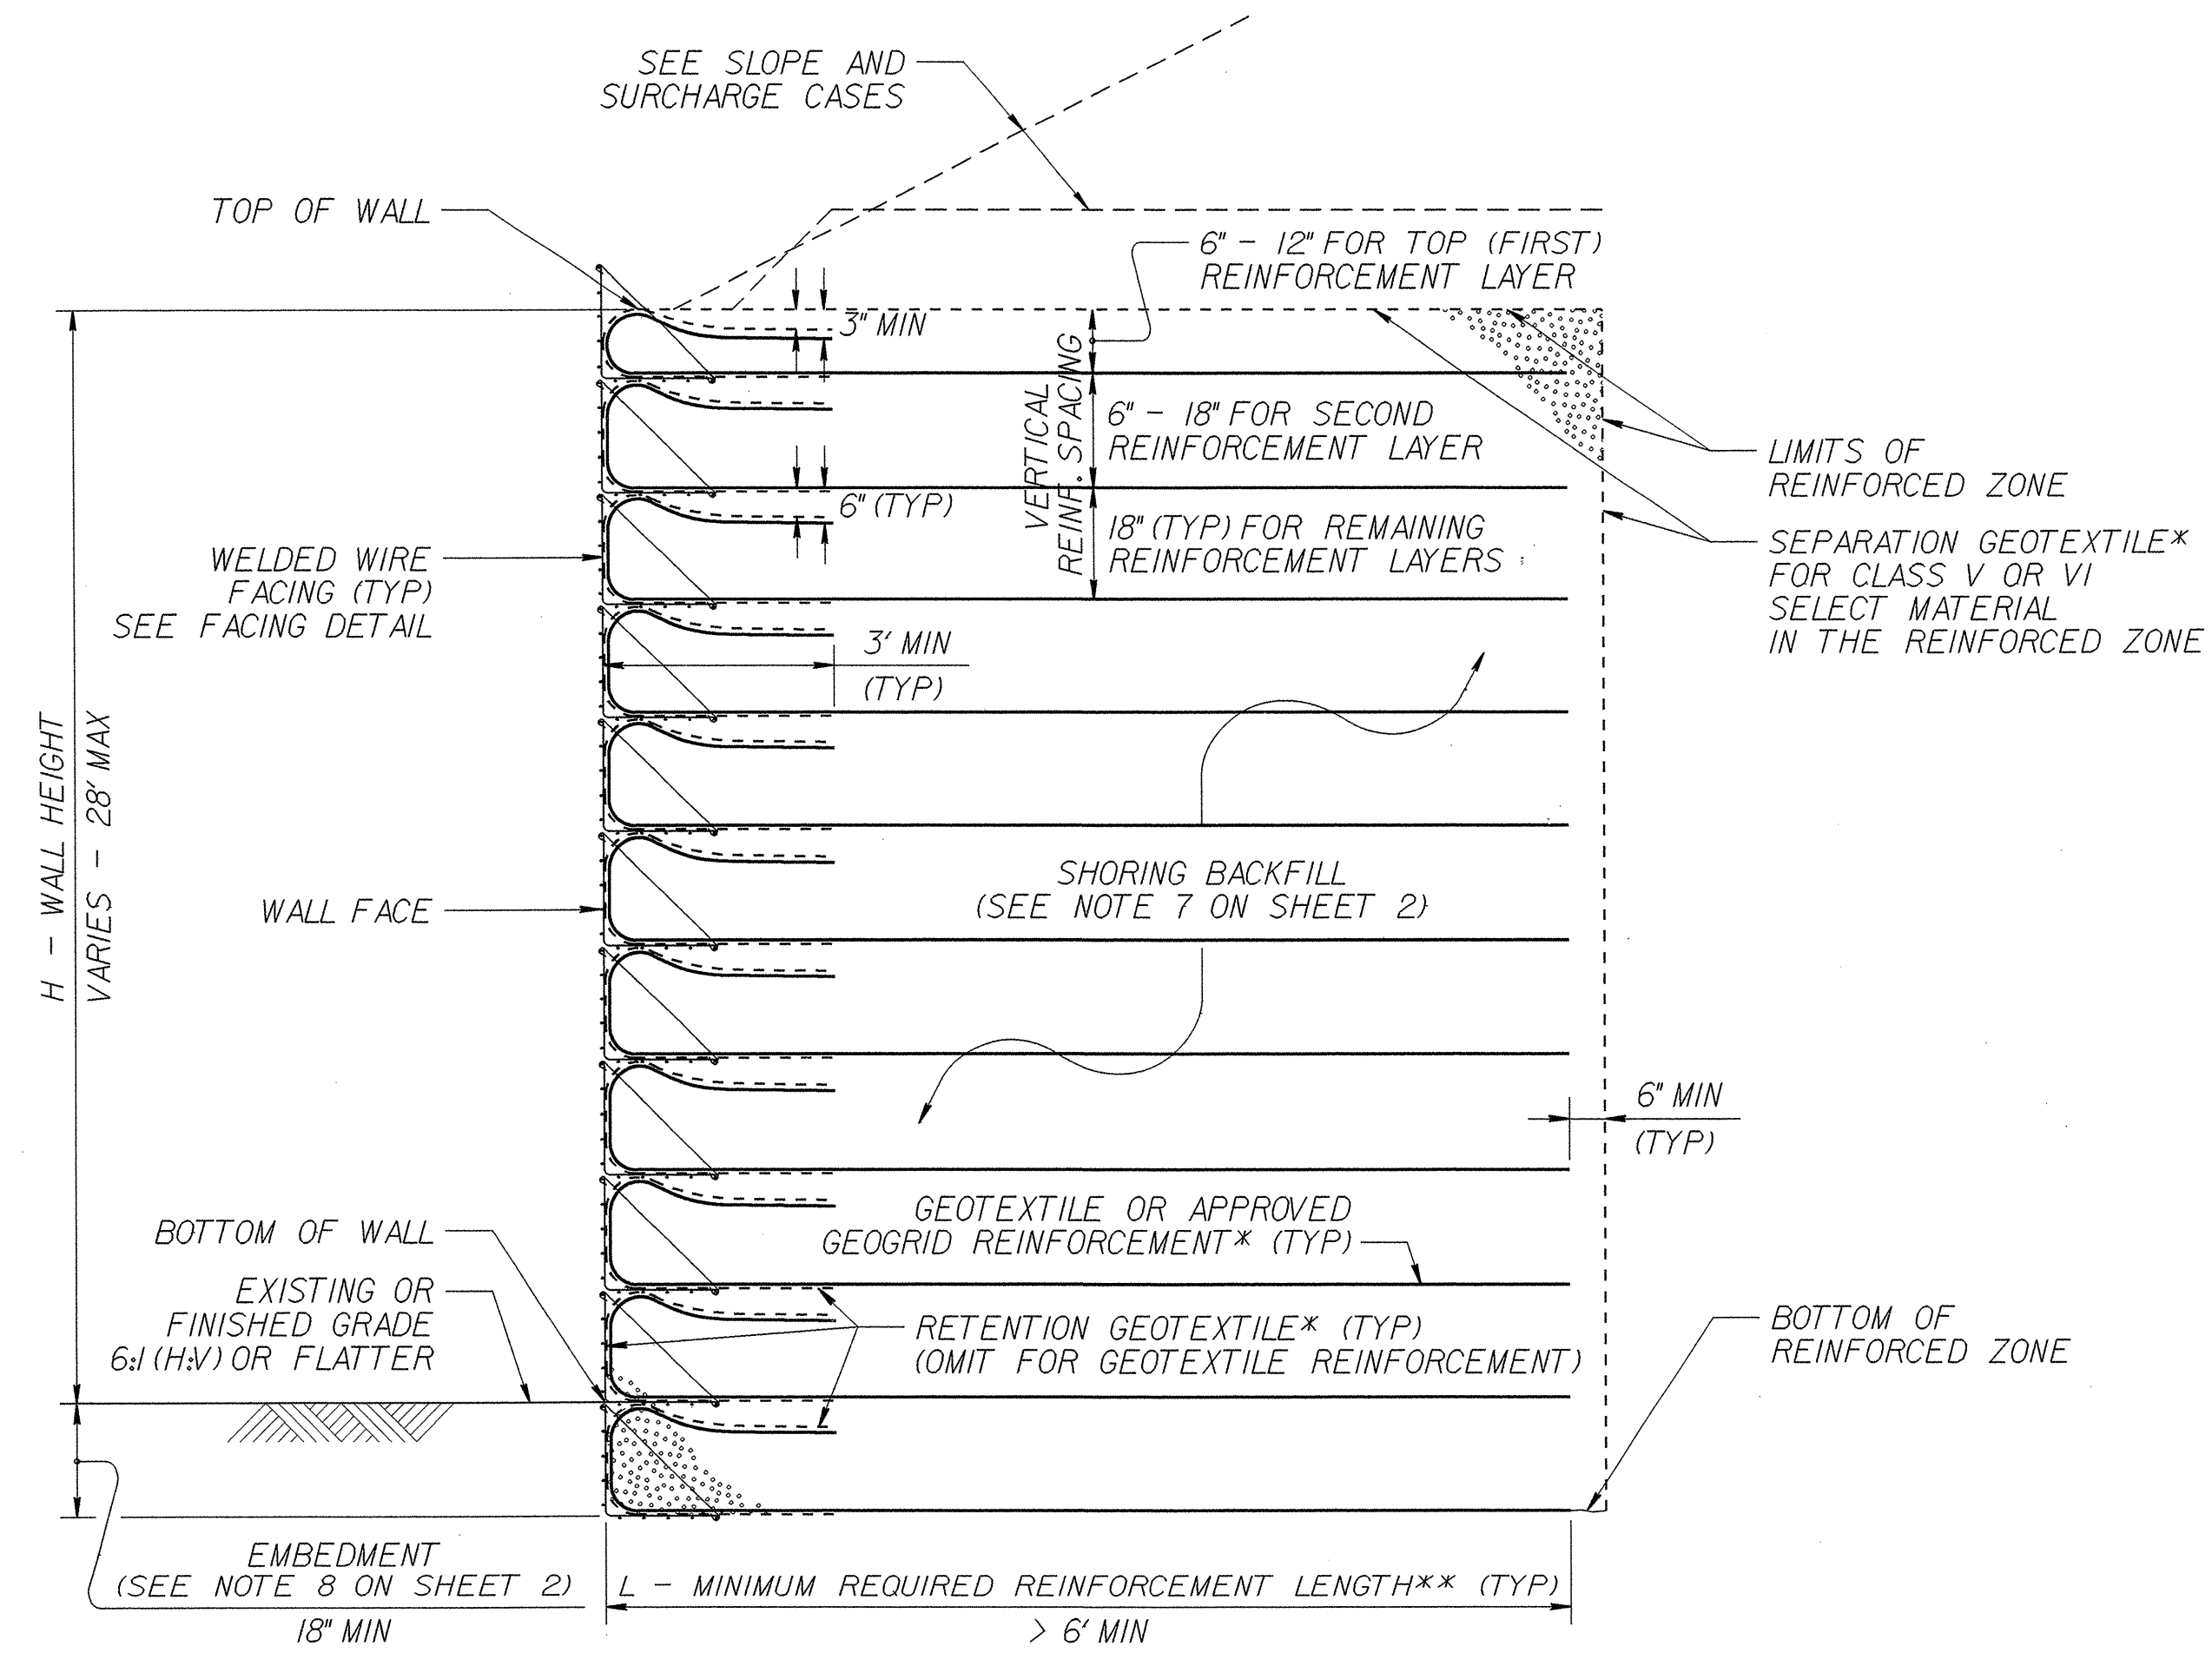 SEE SLOPE AND
SURCHARGE CASES
TOP OF WALL
6" - 12" FOR TOP (FIRST)
REINFORCEMENT LAYER
3" MIN
VERTICAL
REINF. SPACING
6" - 18" FOR SECOND
REINFORCEMENT LAYER
LIMITS OF
REINFORCED ZONE
6" (TYP)
18" (TYP) FOR REMAINING
REINFORCEMENT LAYERS
SEPARATION GEOTEXTILE*
FOR CLASS V OR VI
SELECT MATERIAL
IN THE REINFORCED ZONE
WELDED WIRE
FACING (TYP)
SEE FACING DETAIL
3' MIN
(TYP)
H - WALL HEIGHT
VARIES - 28' MAX
WALL FACE
SHORING BACKFILL
(SEE NOTE 7 ON SHEET 2)
6" MIN
(TYP)
GEOTEXTILE OR APPROVED
GEOGRID REINFORCEMENT* (TYP)
BOTTOM OF WALL
EXISTING OR
FINISHED GRADE
6:1 (H:V) OR FLATTER
RETENTION GEOTEXTILE* (TYP)
(OMIT FOR GEOTEXTILE REINFORCEMENT)
BOTTOM OF
REINFORCED ZONE
EMBEDMENT
(SEE NOTE 8 ON SHEET 2)
18" MIN
L - MINIMUM REQUIRED REINFORCEMENT LENGTH** (TYP)
> 6' MIN